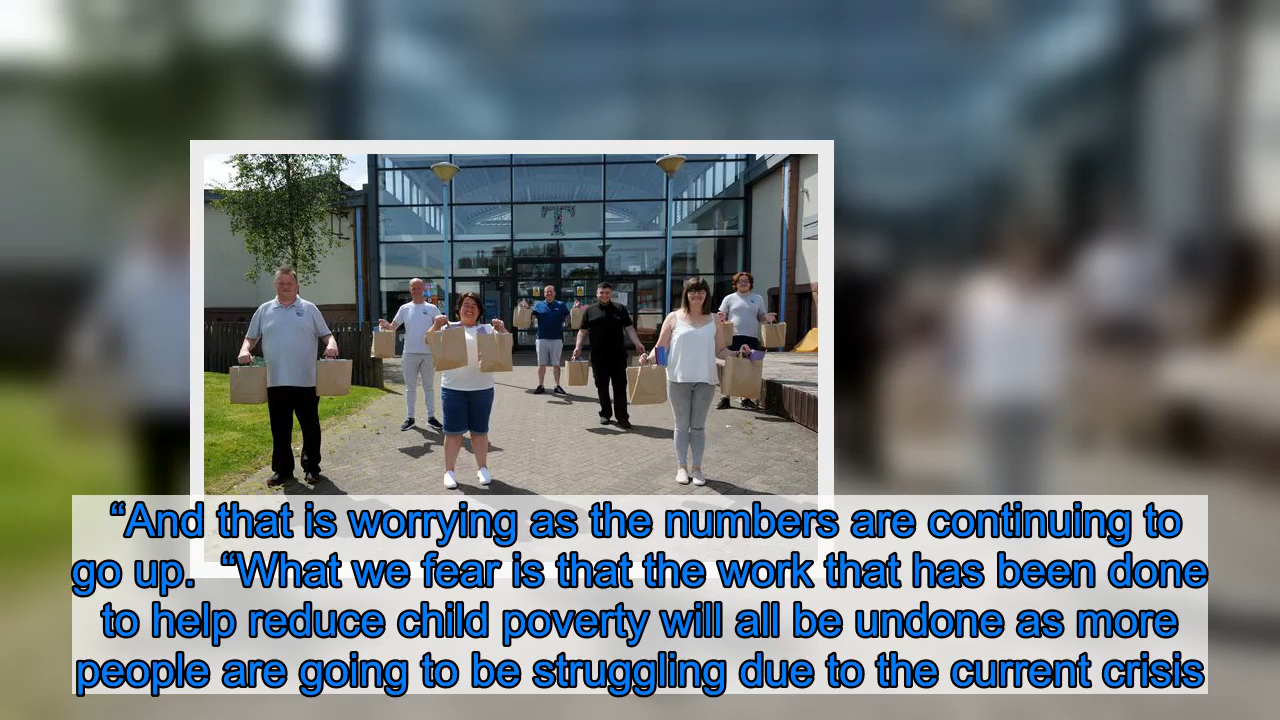 “And that is worrying as the numbers are continuing to
go up.  “What we fear is that the work that has been done
to help reduce child poverty will all be undone as more
people are going to be struggling due to the current crisis